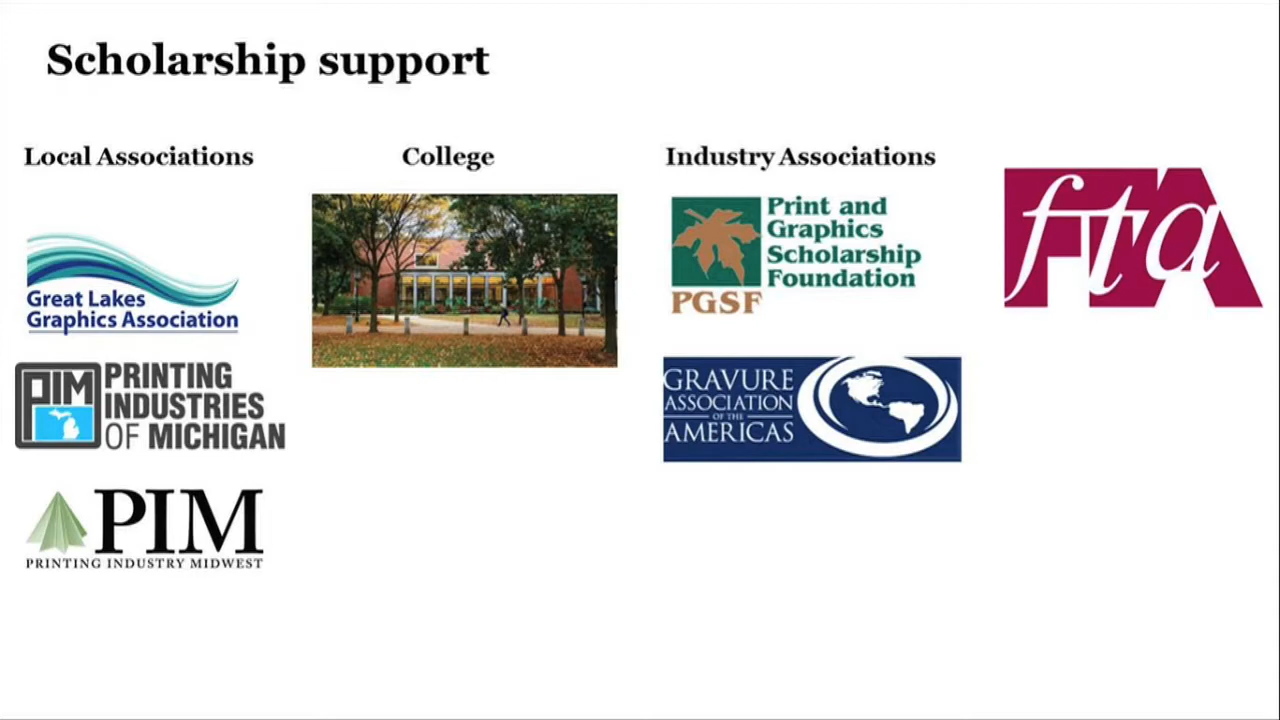 Scholarship support
Local Associations
College
Industry Associations
Great Lakes
Graphics Association
PIM
PRINTING
INDUSTRIES
OF MICHIGAN
PIM
PRINTING INDUSTRY MIDWEST
Print and
Graphics
Scholarship
Foundation
PGSF
GRAVURE
ASSOCIATION
OF THE
AMERICAS
fta